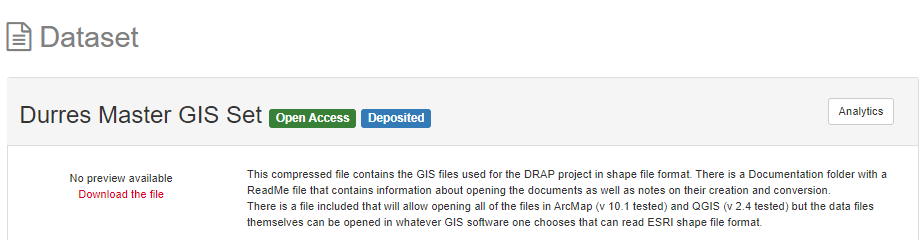 Dataset
Durres Master GIS Set Open Access Deposited
Analytics
No preview available
Download the file
This compressed file contains the GIS files used for the DRAP project in shape file format. There is a Documentation folder with a
ReadMe file that contains information about opening the documents as well as notes on their creation and conversion.
There is a file included that will allow opening all of the files in ArcMap (v 10.1 tested) and QGIS (v 2.4 tested) but the data files
themselves can be opened in whatever GIS software one chooses that can read ESRI shape file format.